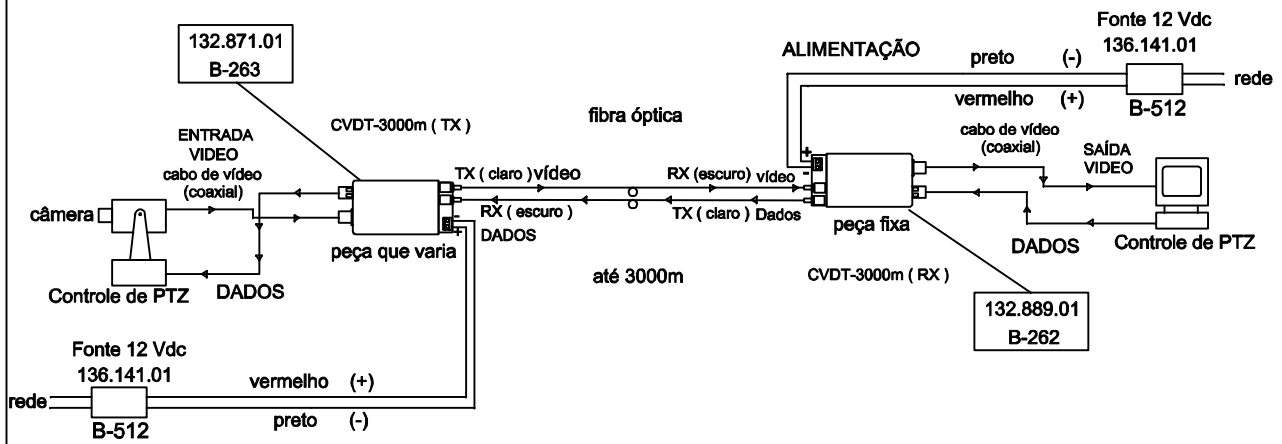 132.871.01
B-263
CVDT-3000m ( TX )
ENTRADA
VIDEO
cabo de vídeo
(coaxial)
câmera
Controle de PTZ
DADOS
peça que varia
TX ( claro ) vídeo
RX ( escuro )
DADOS
-
+
fibra óptica
até 3000m
RX (escuro) vídeo
TX (claro) Dados
ALIMENTAÇÃO
preto (-)
vermelho (+)
Fonte 12 Vdc
136.141.01
rede
B-512
+
-
peça fixa
CVDT-3000m ( RX )
cabo de vídeo
(coaxial)
SAÍDA
VIDEO
DADOS
Controle de PTZ
132.889.01
B-262
Fonte 12 Vdc
136.141.01
rede
B-512
vermelho (+)
preto (-)